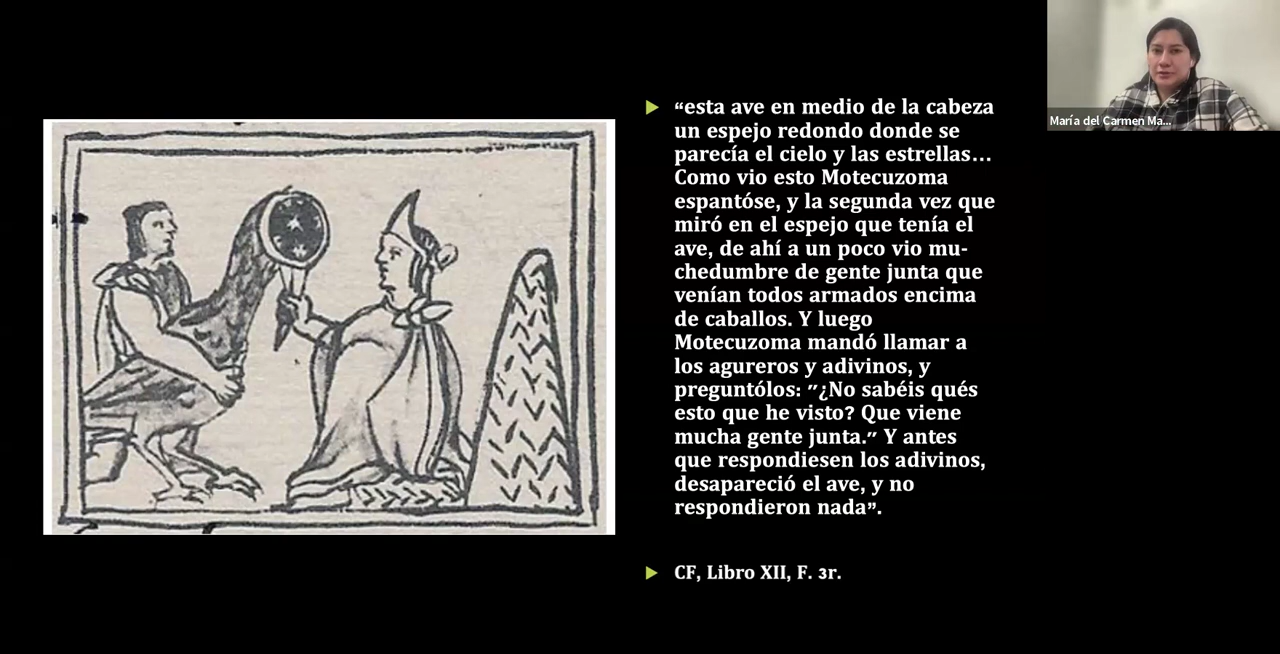 “esta ave en medio de la cabeza
un espejo redondo donde se
parecía el cielo y las estrellas…
Como vio esto Motecuzoma
espantóse, y la segunda vez que
miró en el espejo que tenía el
ave, de ahí a un poco vio mu-
chedumbre de gente junta que
venían todos armados encima
de caballos. Y luego
Motecuzoma mandó llamar a
los agureros y adivinos, y
preguntólos: ″¿No sabéis qués
esto que he visto? Que viene
mucha gente junta.″ Y antes
que respondiesen los adivinos,
desapareció el ave, y no
respondieron nada”.
CF, Libro XII, F. 3r.
María del Carmen Ma...